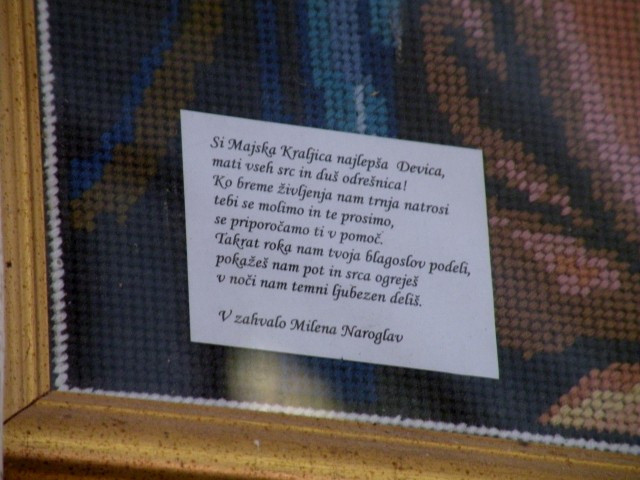 Si Majska Kraljica najlepša Devica,
mati vseh src in duš odrešnica!
Ko breme življenja nam trnja natrosi
tebi se molimo in te prosimo,
se priporočamo ti v pomoč.
Takrat roka nam tvoja blagoslov podeli,
pokažeš nam pot in srca ogreješ
v noči nam temni ljubezen deliš.
V zahvalo Milena Naroglav